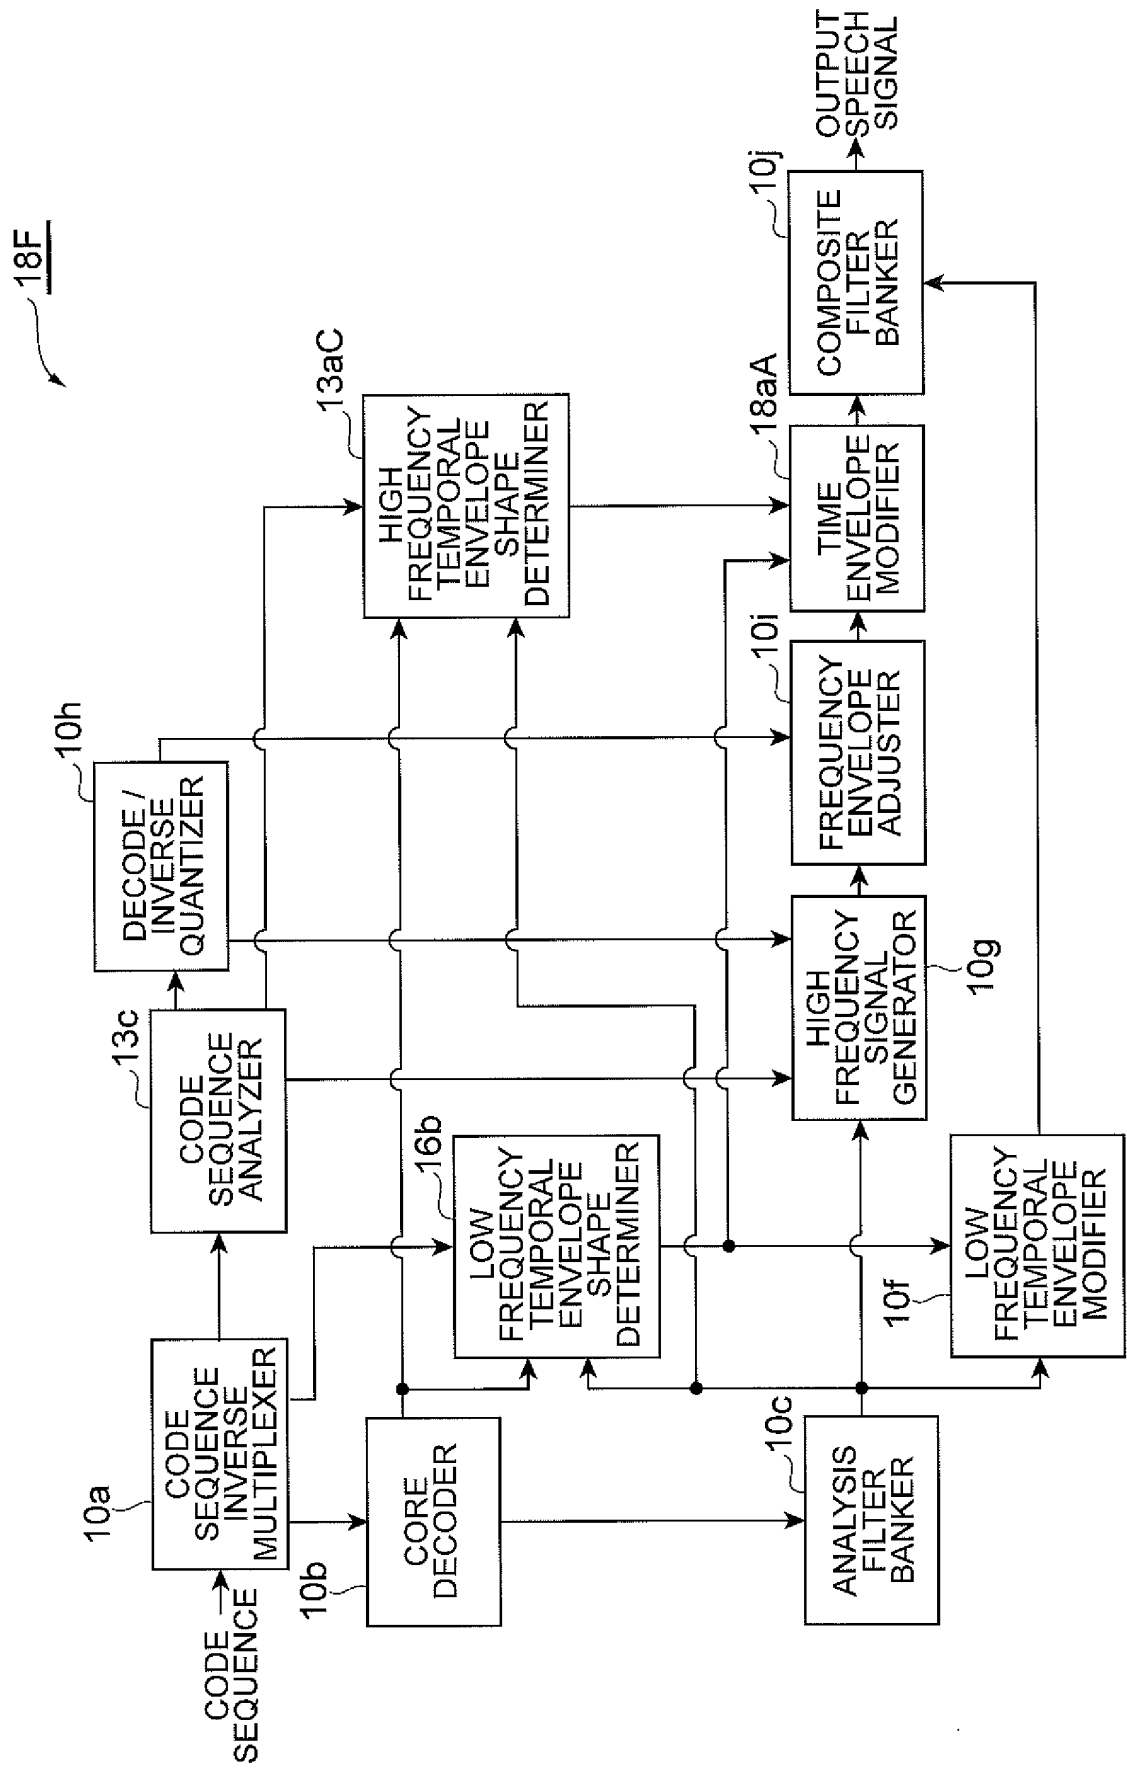 18F
CODE
SEQUENCE
10a
CODE
SEQUENCE
INVERSE
MULTIPLEXER
13c
CODE
SEQUENCE
ANALYZER
10h
DECODE /
INVERSE
QUANTIZER
10b
CORE
DECODER
16b
LOW
FREQUENCY
TEMPORAL
ENVELOPE
SHAPE
DETERMINER
13aC
HIGH
FREQUENCY
TEMPORAL
ENVELOPE
SHAPE
DETERMINER
10c
ANALYSIS
FILTER
BANKER
HIGH
FREQUENCY
SIGNAL
GENERATOR
10g
10i
FREQUENCY
ENVELOPE
ADJUSTER
18aA
TIME
ENVELOPE
MODIFIER
10j
COMPOSITE
FILTER
BANKER
OUTPUT
SPEECH
SIGNAL
10f
LOW
FREQUENCY
TEMPORAL
ENVELOPE
MODIFIER